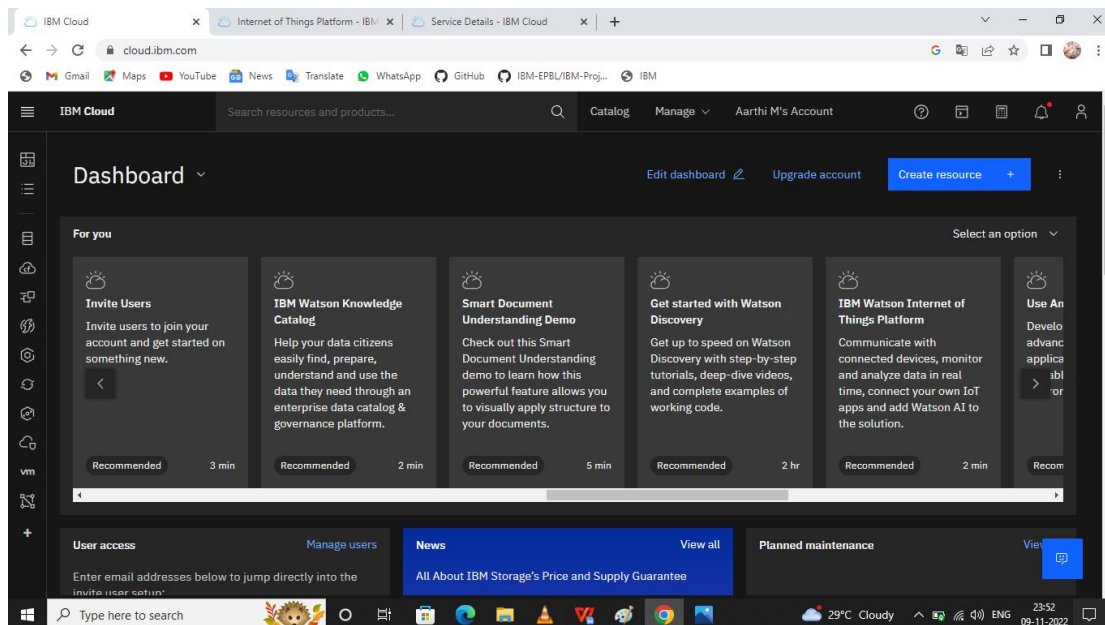 IBM Cloud
Internet of Things Platform - IBM
Service Details - IBM Cloud
cloud.ibm.com
Gmail
Maps
YouTube
News
Translate
WhatsApp
GitHub
IBM-EPBL/IBM-Proj...
IBM
IBM Cloud
Search resources and products...
Catalog
Manage
Aarthi M's Account
Dashboard
Edit dashboard
Upgrade account
Create resource +
For you
Select an option
Invite Users
Invite users to join your
account and get started on
something new.
Recommended
3 min
IBM Watson Knowledge
Catalog
Help your data citizens
easily find, prepare,
understand and use the
data they need through an
enterprise data catalog &
governance platform.
Recommended
2 min
Smart Document
Understanding Demo
Check out this Smart
Document Understanding
demo to learn how this
powerful feature allows you
to visually apply structure to
your documents.
Recommended
5 min
Get started with Watson
Discovery
Get up to speed on Watson
Discovery with step-by-step
tutorials, deep-dive videos,
and complete examples of
working code.
Recommended
2 hr
IBM Watson Internet of
Things Platform
Communicate with
connected devices, monitor
and analyze data in real
time, connect your own IoT
apps and add Watson AI to
the solution.
Recommended
2 min
Use An
Develo
advanc
applica
Recom
vm
User access
Manage users
Enter email addresses below to jump directly into the
invite user setup:
News
View all
All About IBM Storage's Price and Supply Guarantee
Planned maintenance
Type here to search
29°C Cloudy
ENG
23:52
09-11-2022